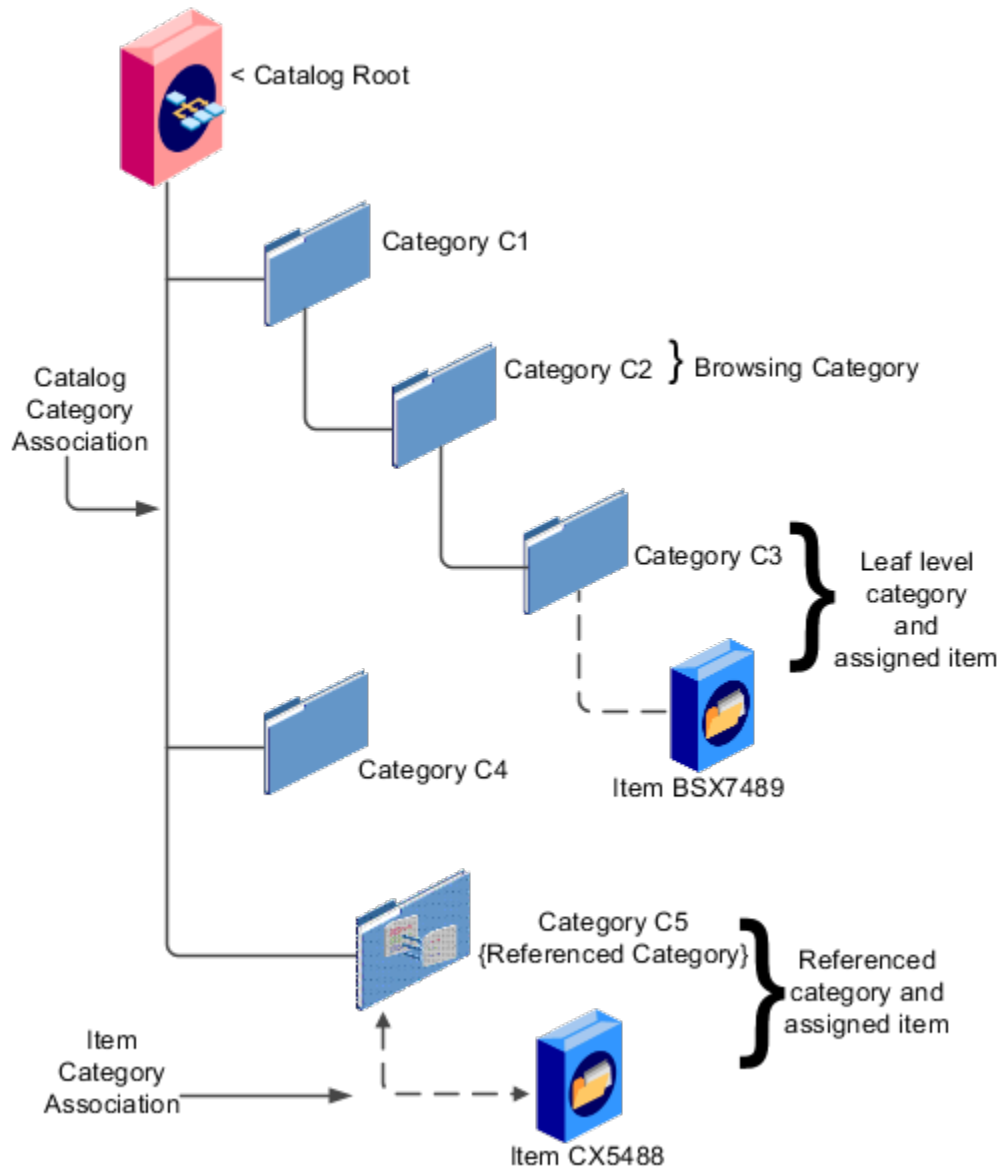 < Catalog Root
Category C1
Category C2 } Browsing Category
Catalog
Category
Association
Category C3
Leaf level
category
and
assigned item
Item BSX7489
Category C4
Category C5
{Referenced Category}
Referenced
category and
assigned item
Item
Category
Association
Item CX5488